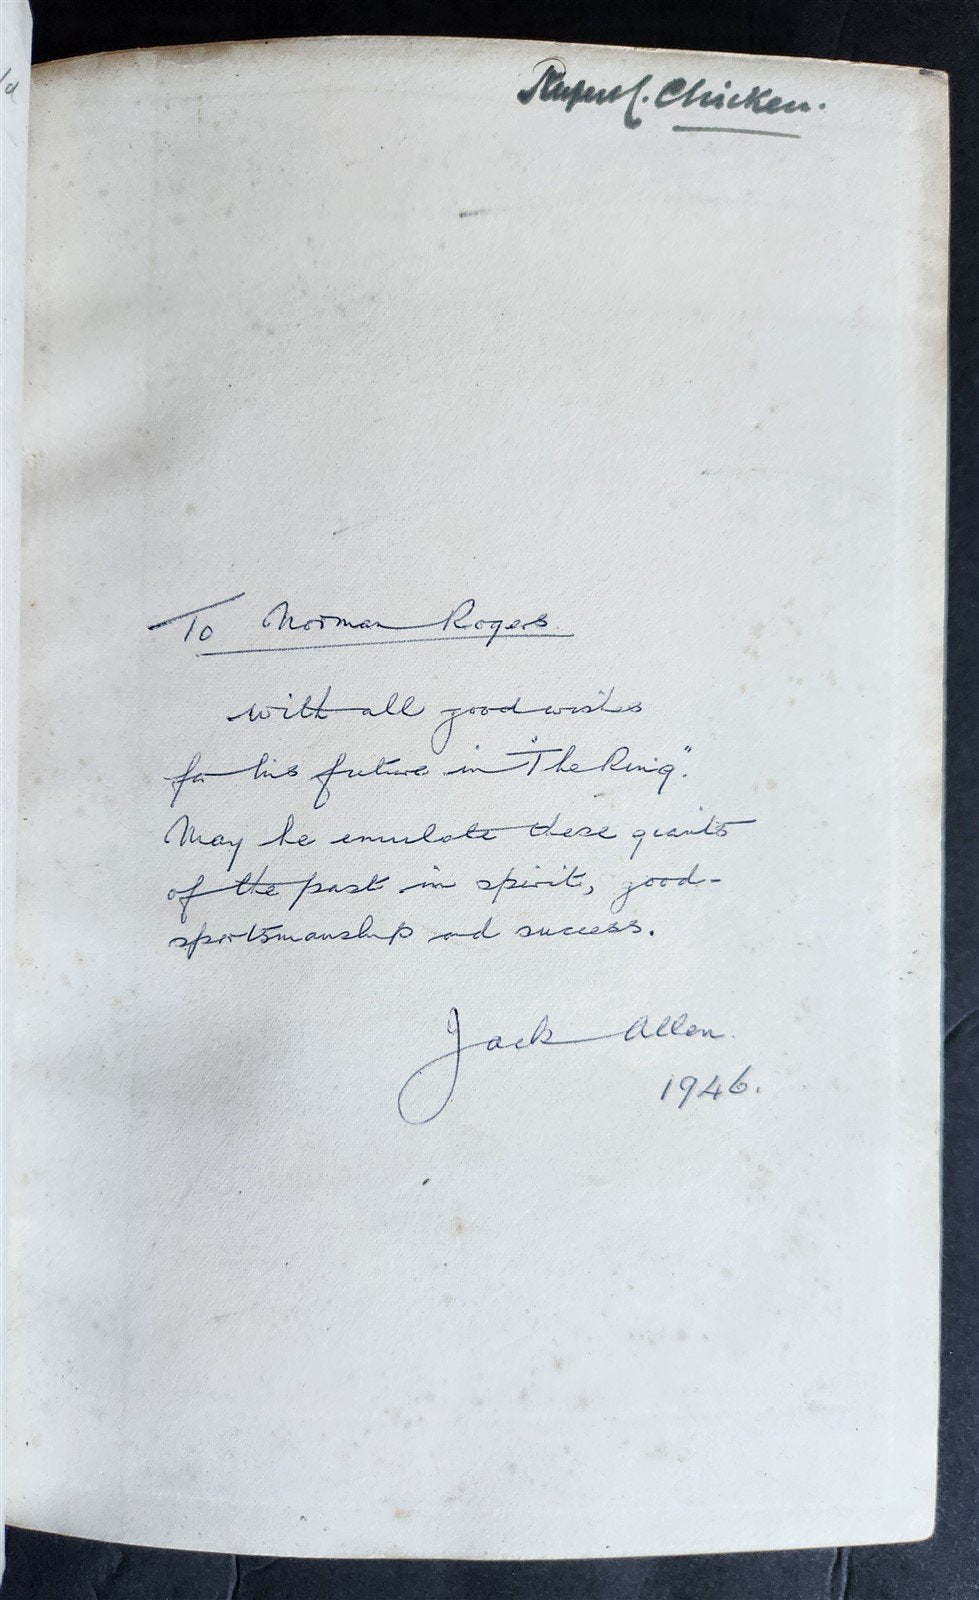 Rupert C. Chicken.
To Norman Rogers
with all good wishes
for his future in "The Ring".
May he emulate these giants
of the past in spirit, good-
sportsmanship and success.
Jack Allen.
1946.